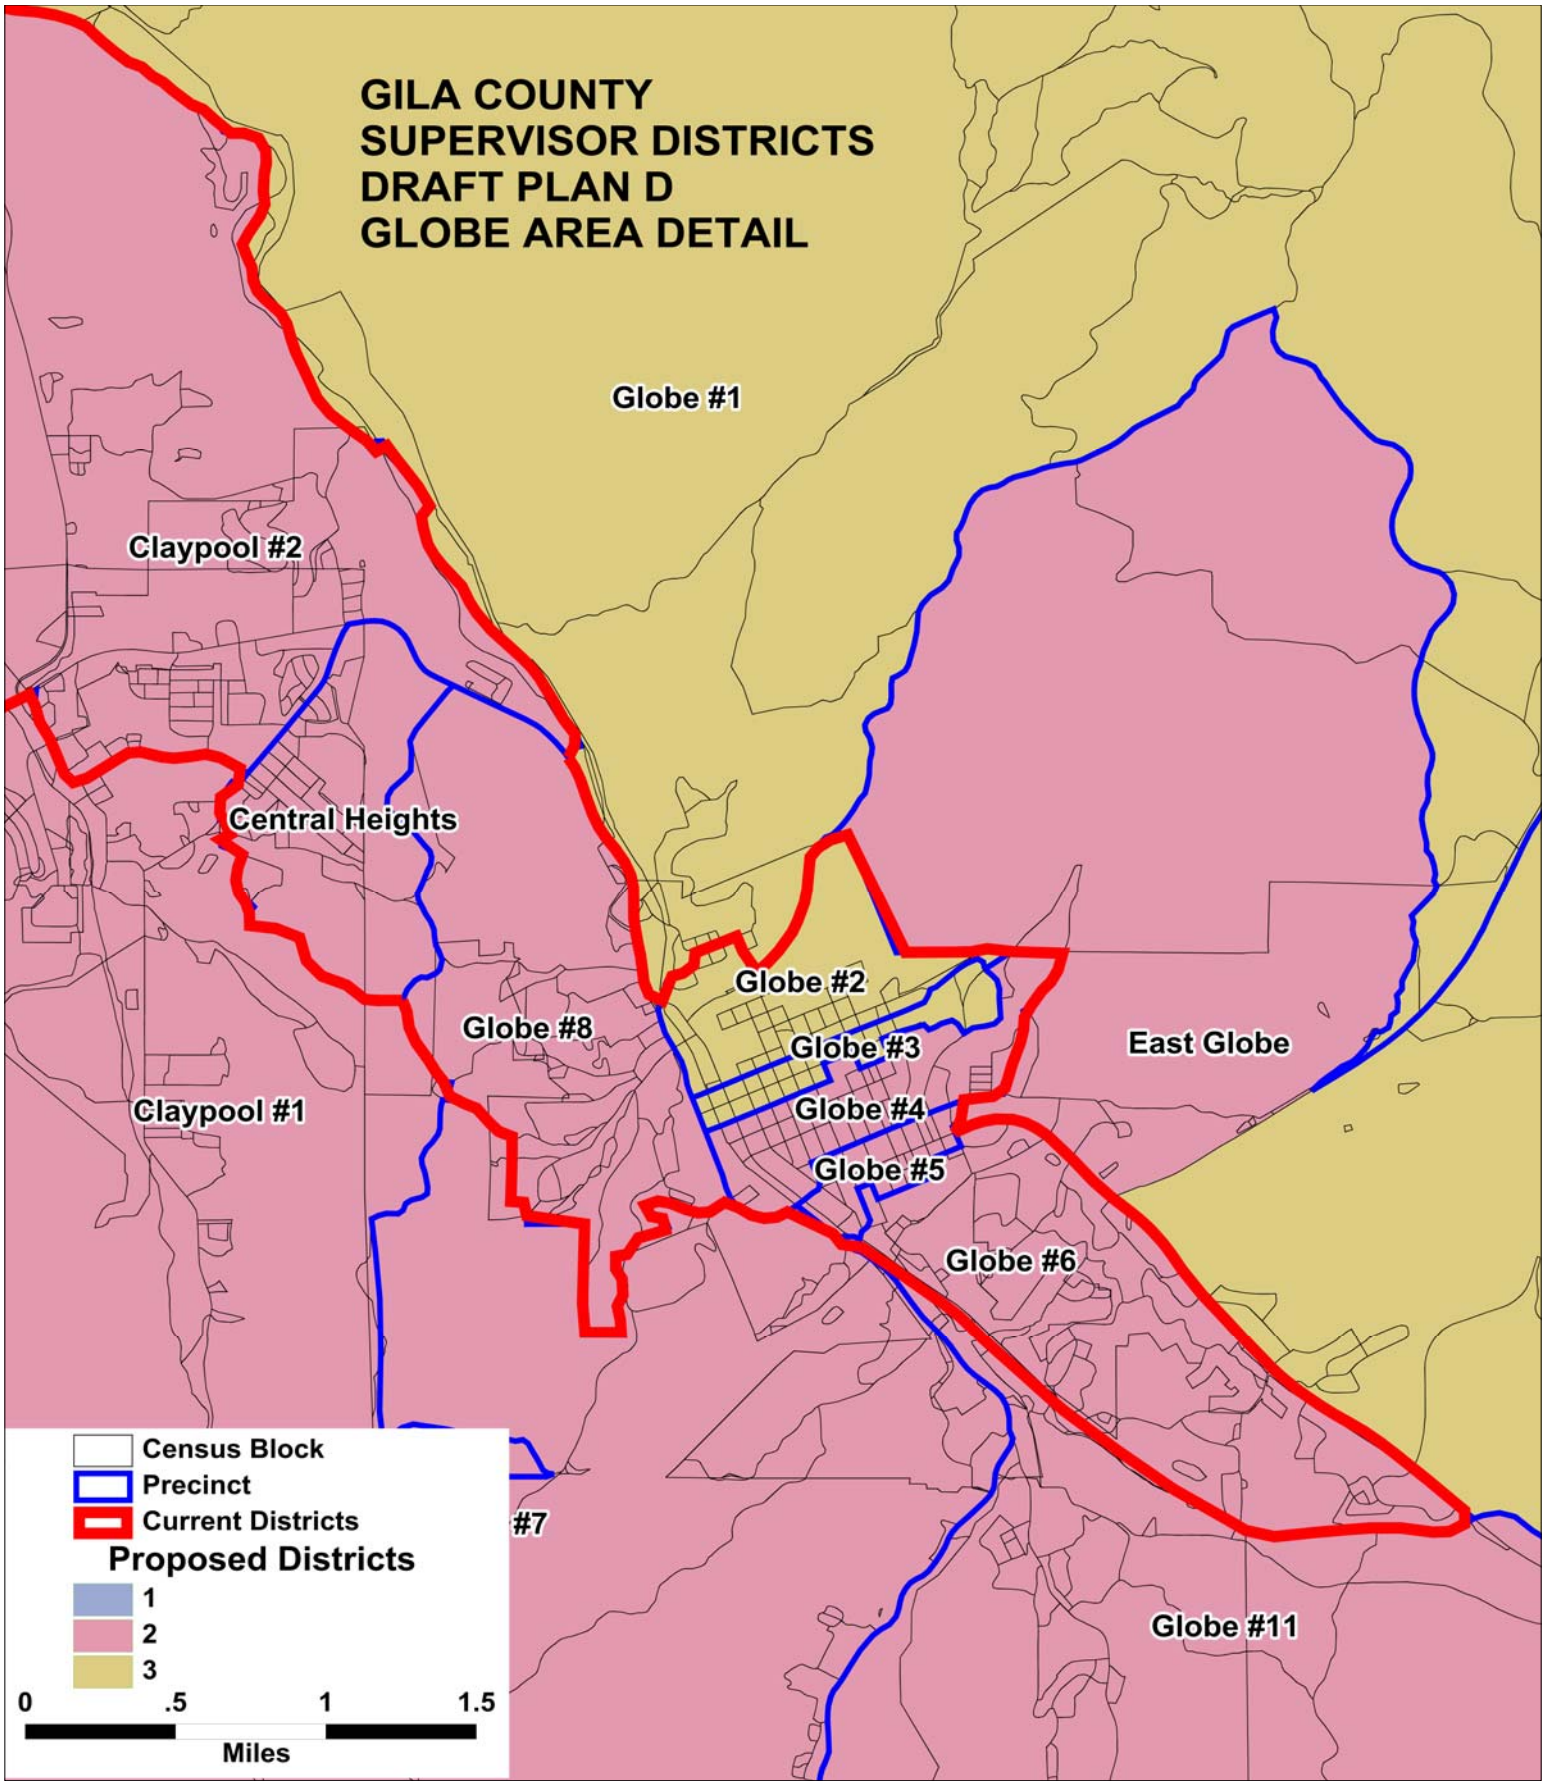 GILA COUNTY
SUPERVISOR DISTRICTS
DRAFT PLAN D
GLOBE AREA DETAIL
Globe #1
Claypool #2
Central Heights
Globe #2
Globe #8
Globe #3
East Globe
Claypool #1
Globe #4
Globe #5
Globe #6
#7
Globe #11
Census Block
Precinct
Current Districts
Proposed Districts
1
2
3
0 .5 1 1.5
Miles